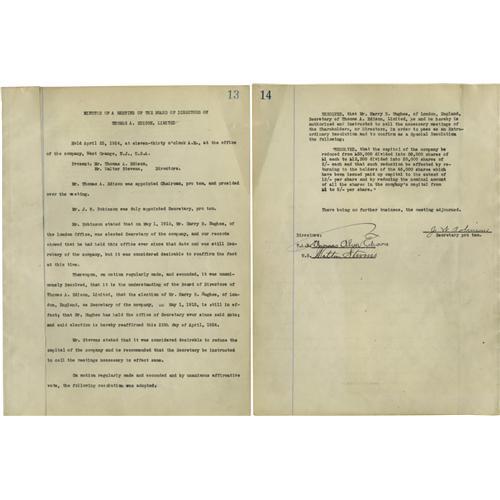 13
MINUTES OF A MEETING OF THE BOARD OF DIRECTORS OF
THOMAS A. EDISON, LIMITED
Held April 25, 1924, at eleven-thirty o'clock A.M., at the office
of the company, West Orange, N.J., U.S.A.
Present: Mr. Thomas A. Edison,
Mr. Walter Stevens, Directors.
Mr. Thomas A. Edison was appointed Chairman, pro tem, and presided
over the meeting.
Mr. J. W. Robinson was duly appointed Secretary, pro tem.
Mr. Robinson stated that on May 1, 1913, Mr. Harry R. Hughes, of
the London Office, was elected Secretary of the company, and our records
showed that he had held this office ever since that date and was still Sec-
retary of the company, but it was considered desirable to reaffirm the fact
at this time.
Thereupon, on motion regularly made, and seconded, it was unani-
mously resolved, that it is the understanding of the Board of Directors of
Thomas A. Edison, Limited, that the election of Mr. Harry R. Hughes, of Lon-
don, England, as Secretary of the company, on May 1, 1913, is still in ef-
fect; that Mr. Hughes has held the office of Secretary ever since said date;
and said election is hereby reaffirmed this 25th day of April, 1924.
Mr. Stevens stated that it was considered desirable to reduce the
capital of the company and he recommended that the Secretary be instructed
to call the meetings necessary to effect same.
On motion regularly made and seconded and by unanimous affirmative
vote, the following resolution was adopted:
14
RESOLVED, that Mr. Harry R. Hughes, of London, England,
Secretary of Thomas A. Edison, Limited, be and he hereby is
authorized and instructed to call the necessary meetings of
the Shareholders, or Directors, in order to pass as an Extra-
ordinary Resolution and to confirm as a Special Resolution
the following:
"RESOLVED, that the capital of the company be
reduced from divided into shares of
£1 each to divided into shares of
each and that such reduction be affected by re-
turning to the holders of the shares which
have been issued paid up capital to the extent of
per share and by reducing the nominal amount
of all the shares in the company's capital from
£1 to per share."
There being no further business, the meeting adjourned.
J. W. Robinson
Secretary pro tem.
Directors:
Thomas Alva Edison
Walter Stevens